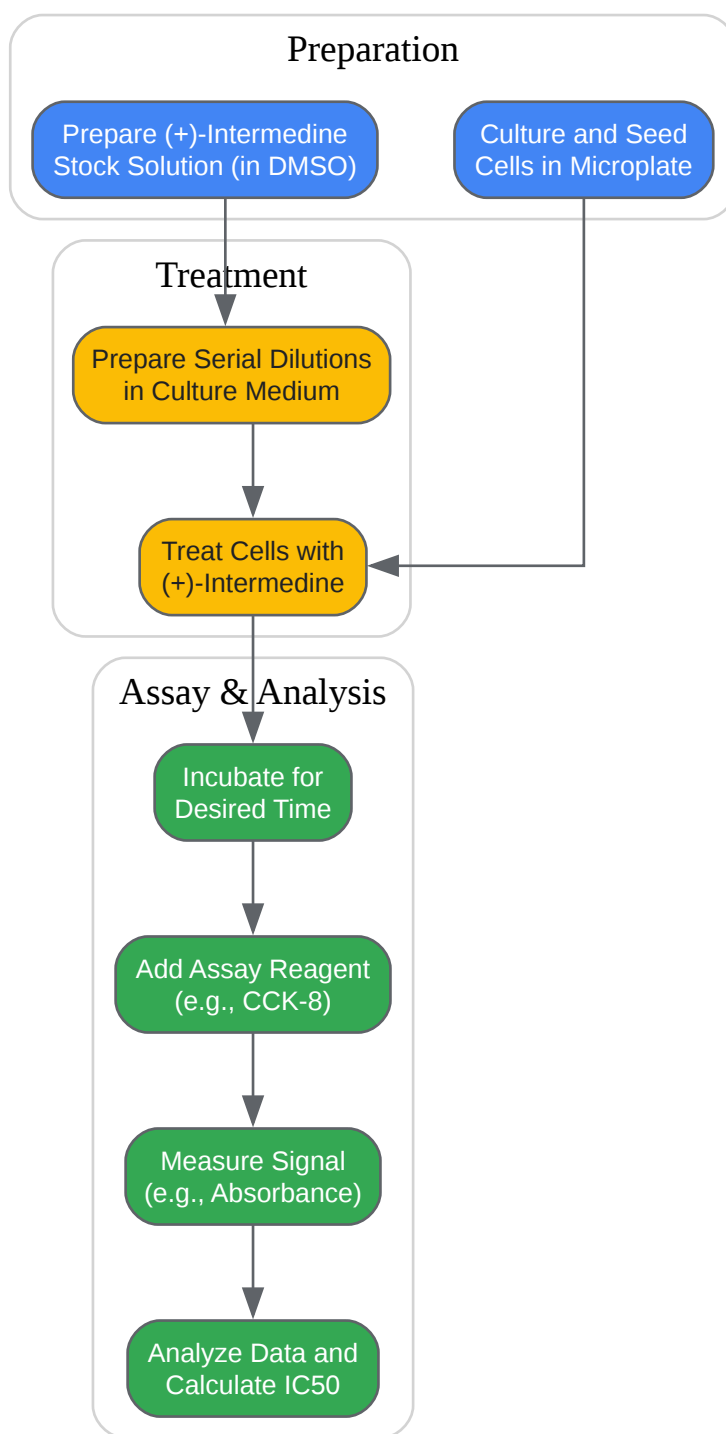 Preparation
Prepare (+)-Intermedine
Stock Solution (in DMSO)
Culture and Seed
Cells in Microplate
Treatment
Prepare Serial Dilutions
in Culture Medium
Treat Cells with
(+)-Intermedine
Assay & Analysis
Incubate for
Desired Time
Add Assay Reagent
(e.g., CCK-8)
Measure Signal
(e.g., Absorbance)
Analyze Data and
Calculate IC50